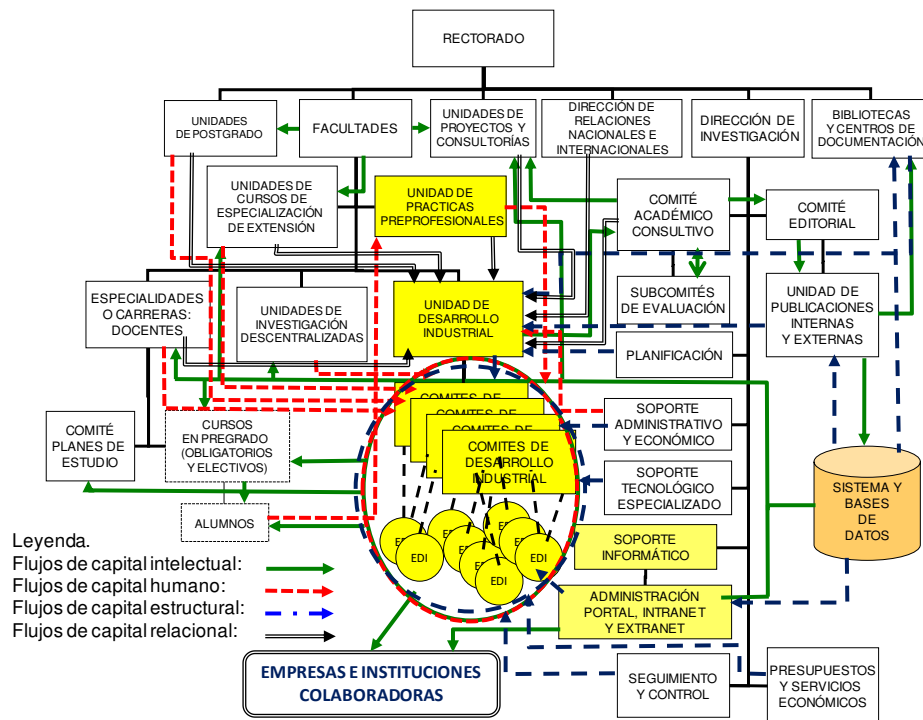 RECTORADO
UNIDADES
DE POSTGRADO
FACULTADES
UNIDADES DE
PROYECTOS Y
CONSULTORÍAS
DIRECCIÓN DE
RELACIONES
NACIONALES E
INTERNACIONALES
DIRECCIÓN DE
INVESTIGACIÓN
BIBLIOTECAS
Y CENTROS DE
DOCUMENTACIÓN
UNIDADES DE
CURSOS DE
ESPECIALIZACIÓN
DE EXTENSIÓN
UNIDAD DE
PRACTICAS
PREPROFESIONALES
COMITÉ
ACADÉMICO
CONSULTIVO
COMITÉ
EDITORIAL
ESPECIALIDADES
O CARRERAS:
DOCENTES
UNIDADES DE
INVESTIGACIÓN
DESCENTRALIZADAS
UNIDAD DE
DESARROLLO
INDUSTRIAL
SUBCOMITÉS
DE EVALUACIÓN
UNIDAD DE
PUBLICACIONES
INTERNAS
Y EXTERNAS
PLANIFICACIÓN
COMITÉ
PLANES DE
ESTUDIO
CURSOS
EN PREGRADO
(OBLIGATORIOS
Y ELECTIVOS)
ALUMNOS
COMITES DE
COMITES DE
COMITES DE
DESARROLLO
INDUSTRIAL
SOPORTE
ADMINISTRATIVO
Y ECONÓMICO
SOPORTE
TECNOLÓGICO
ESPECIALIZADO
SISTEMA Y
BASES
DE
DATOS
EDI
EDI
EDI
EDI
SOPORTE
INFORMÁTICO
ADMINISTRACIÓN
PORTAL, INTRANET
Y EXTRANET
Leyenda.
Flujos de capital intelectual:
Flujos de capital humano:
Flujos de capital estructural:
Flujos de capital relacional:
EMPRESAS E INSTITUCIONES
COLABORADORAS
SEGUIMIENTO
Y CONTROL
PRESUPUESTOS
Y SERVICIOS
ECONÓMICOS